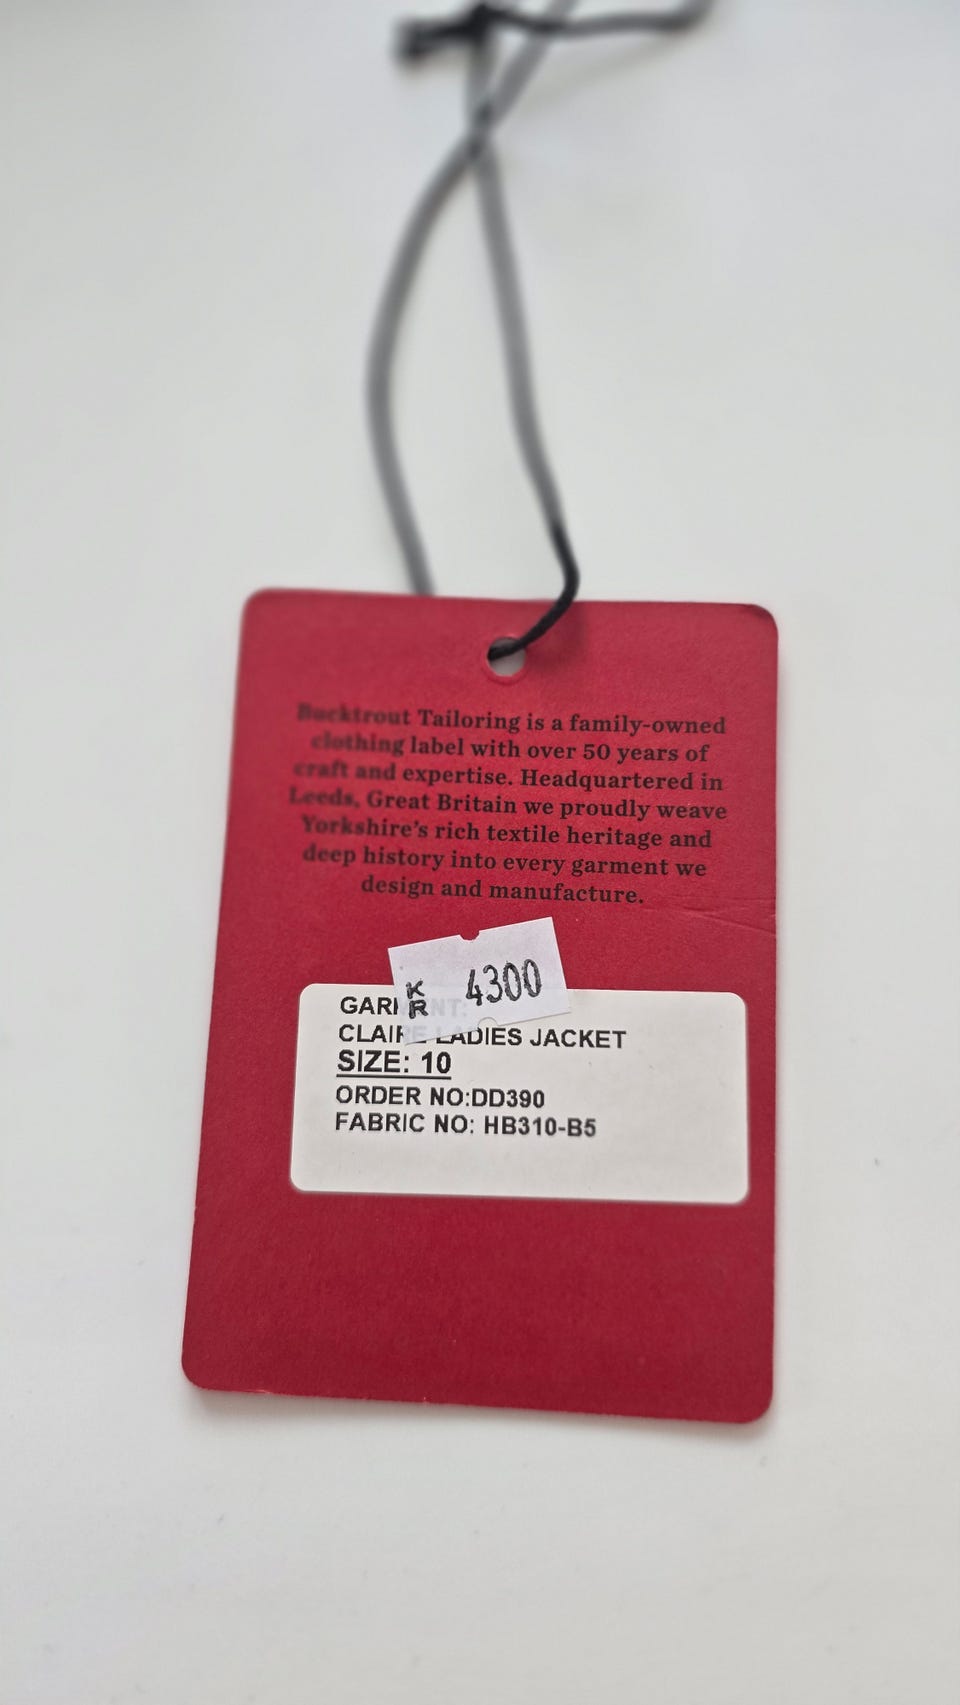 Bucktrout Tailoring is a family-owned
clothing label with over 50 years of
craft and expertise. Headquartered in
Leeds, Great Britain we proudly weave
Yorkshire's rich textile heritage and
deep history into every garment we
design and manufacture.
KR 4300
GARMENT:
CLAIRE LADIES JACKET
SIZE: 10
ORDER NO:DD390
FABRIC NO: HB310-B5